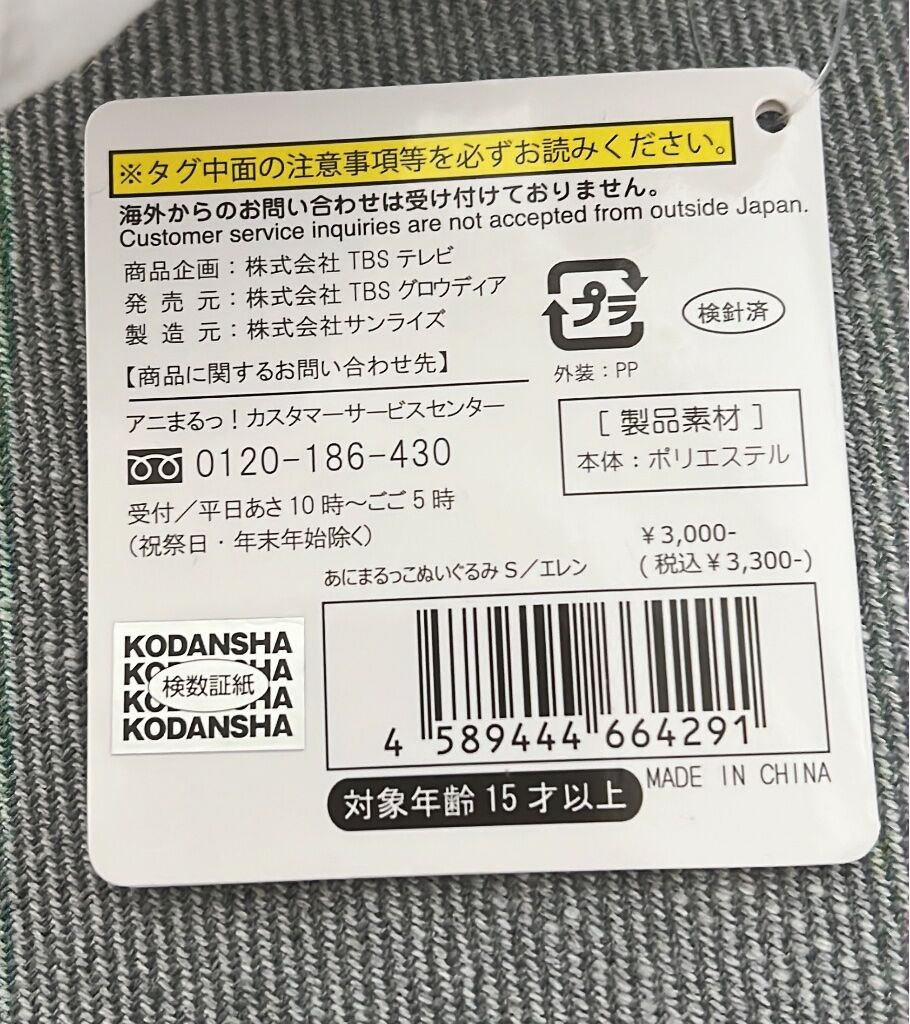 ※タグ中面の注意事項等を必ずお読みください。
海外からのお問い合わせは受け付けておりません。
Customer service inquiries are not accepted from outside Japan.
商品企画：株式会社 TBS テレビ
発売元：株式会社 TBS グロウディア
製造元：株式会社サンライズ
プラ
検針済
外装：PP
【商品に関するお問い合わせ先】
アニまるっ！カスタマーサービスセンター
0120-186-430
受付／平日あさ 10 時～ごご 5 時
（祝祭日・年末年始除く）
［ 製品素材 ］
本体：ポリエステル
¥3,000-
(税込¥3,300-)
あにまるっこぬいぐるみ S／エレン
KODANSHA
KODANSHA
検数証紙
KODANSHA
KODANSHA
4 589444 664291
MADE IN CHINA
対象年齢 15 才以上